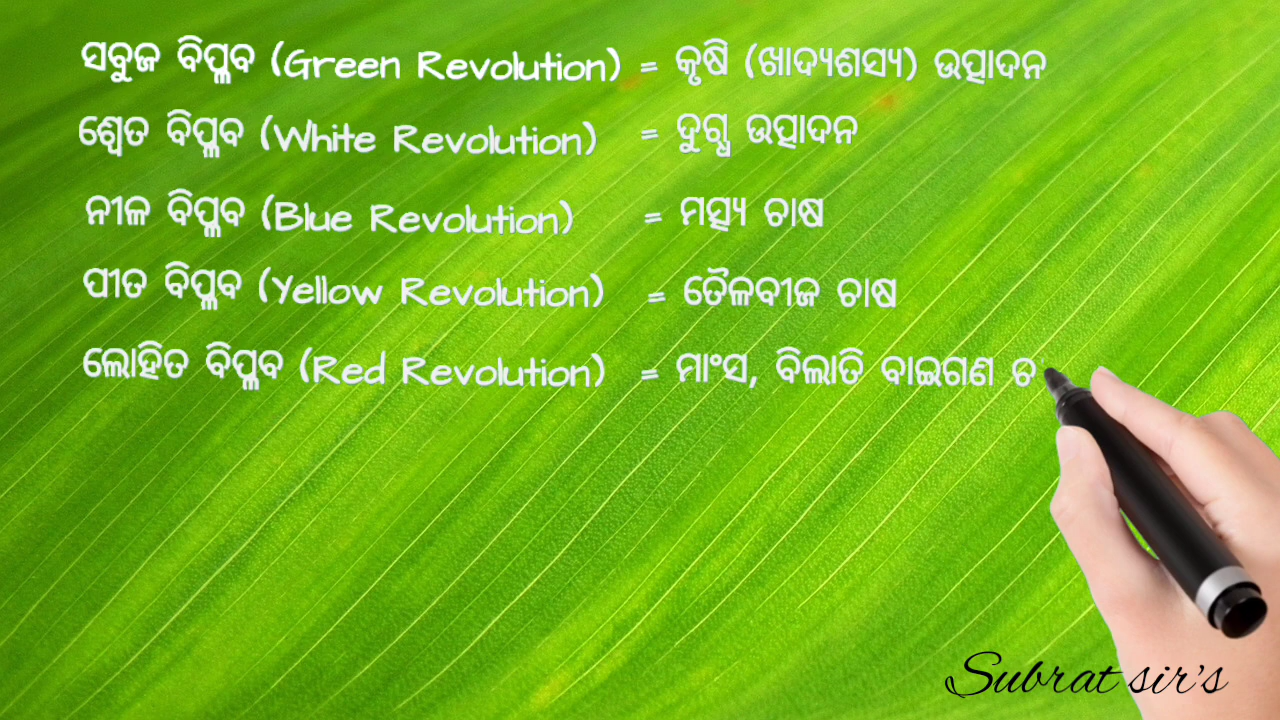 ସବୁଜ ବିପ୍ଳବ (Green Revolution) = କୃଷି (ଖାଦ୍ୟଶସ୍ୟ) ଉତ୍ପାଦନ
ଶ୍ୱେତ ବିପ୍ଳବ (White Revolution) = ଦୁଗ୍ଧ ଉତ୍ପାଦନ
ନୀଳ ବିପ୍ଳବ (Blue Revolution) = ମତ୍ସ୍ୟ ଚାଷ
ପୀତ ବିପ୍ଳବ (Yellow Revolution) = ତୈଳବୀଜ ଚାଷ
ଲୋହିତ ବିପ୍ଳବ (Red Revolution) = ମାଂସ, ବିଲାତି ବାଇଗଣ ଚ
Subrat sir's